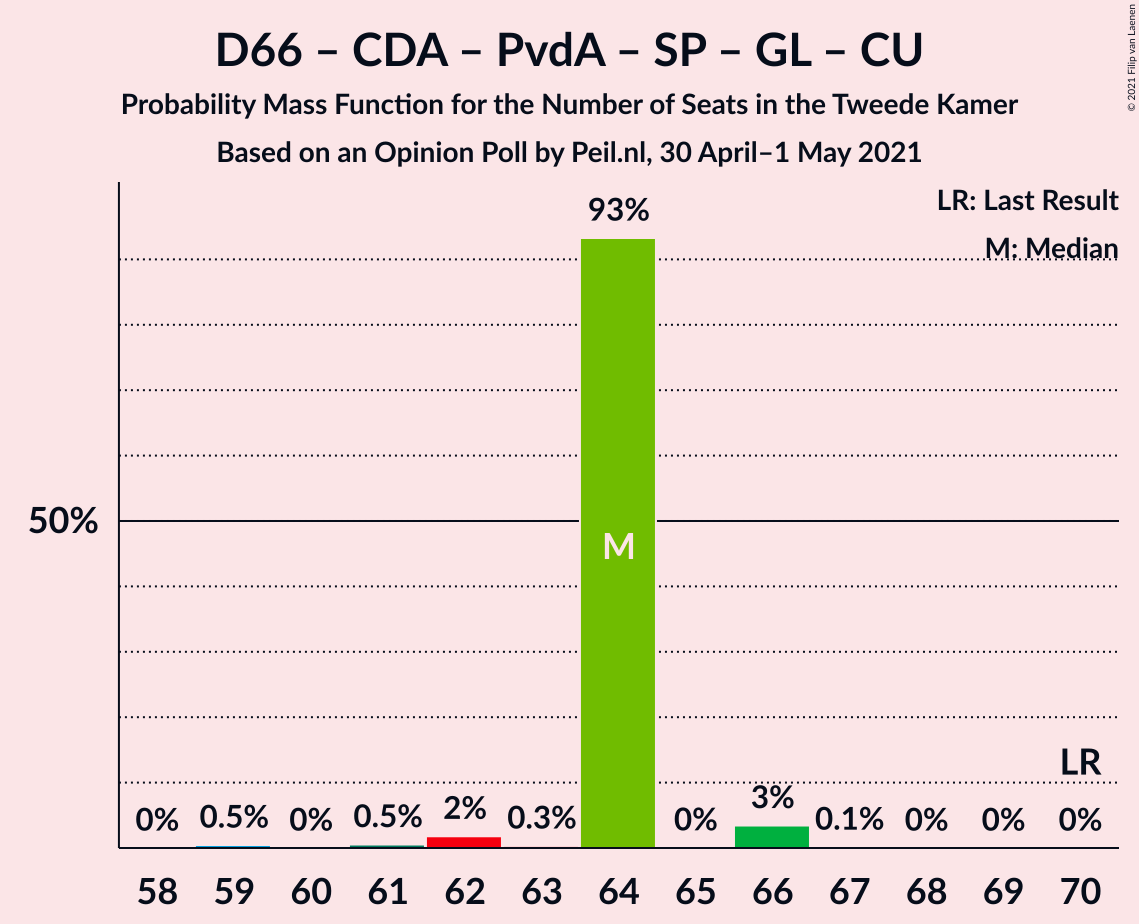 D66 – CDA – PvdA – SP – GL – CU
Probability Mass Function for the Number of Seats in the Tweede Kamer
Based on an Opinion Poll by Peil.nl, 30 April–1 May 2021
© 2021 Filip van Laenen
LR: Last Result
M: Median
93%
50%
M
LR
0% 0.5% 0% 0.5% 2% 0.3% 0% 3% 0.1% 0% 0% 0%
58 59 60 61 62 63 64 65 66 67 68 69 70